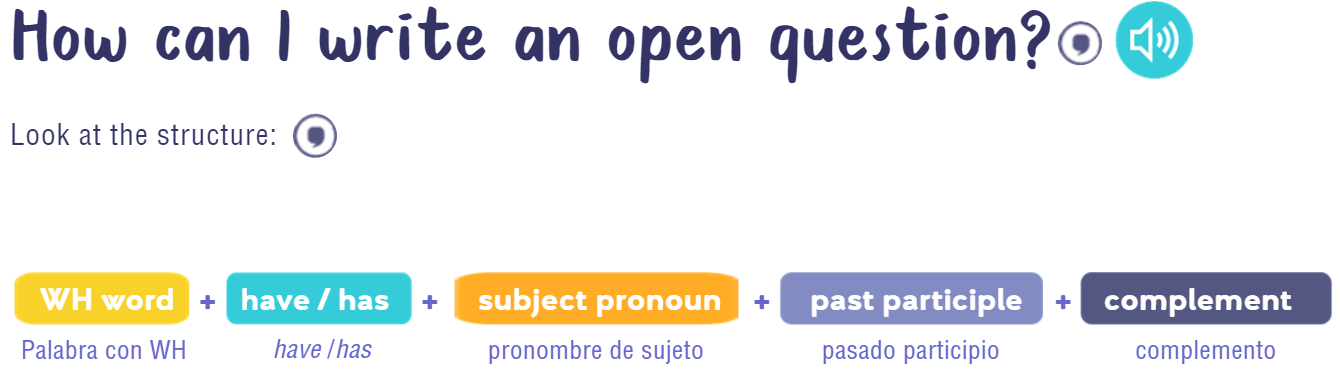 How can I write an open question?
Look at the structure:
WH word + have / has + subject pronoun + past participle + complement
Palabra con WH have / has pronombre de sujeto pasado participio complemento